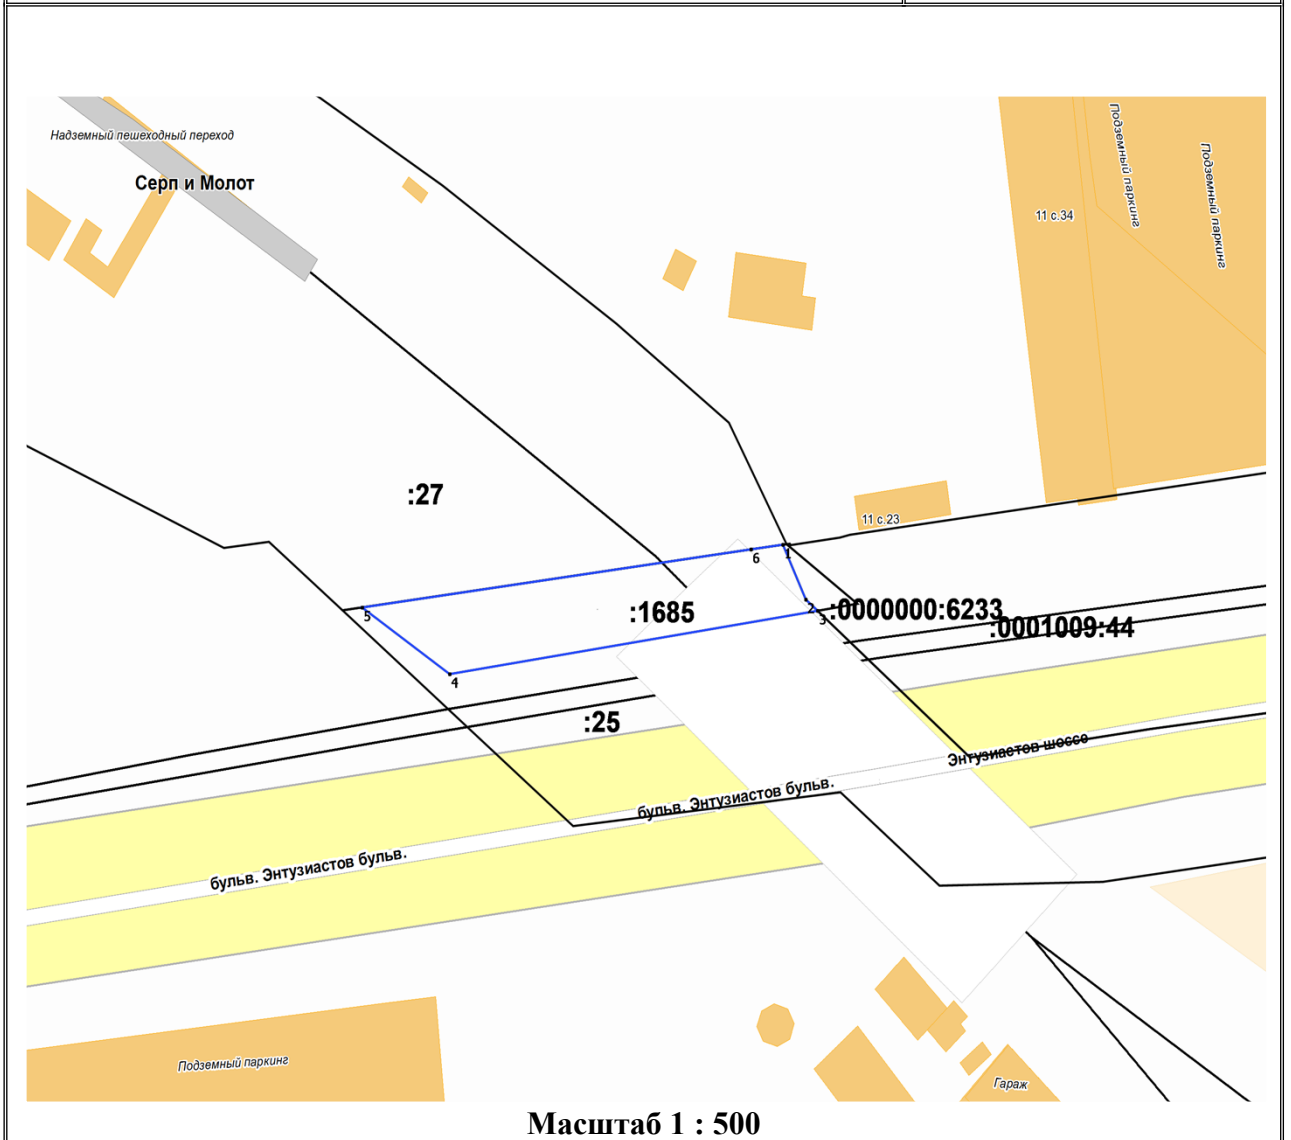 Надземный пешеходный переход
Серп и Молот
Подземный паркинг
Подземный паркинг
11 с.34
:27
11 с.23
6
1
5
:1685
2
3
:0000000:6233
:0001009:44
4
:25
Энтузиастов шоссе
бульв. Энтузиастов бульв.
бульв. Энтузиастов бульв.
Подземный паркинг
Гараж
Масштаб 1 : 500